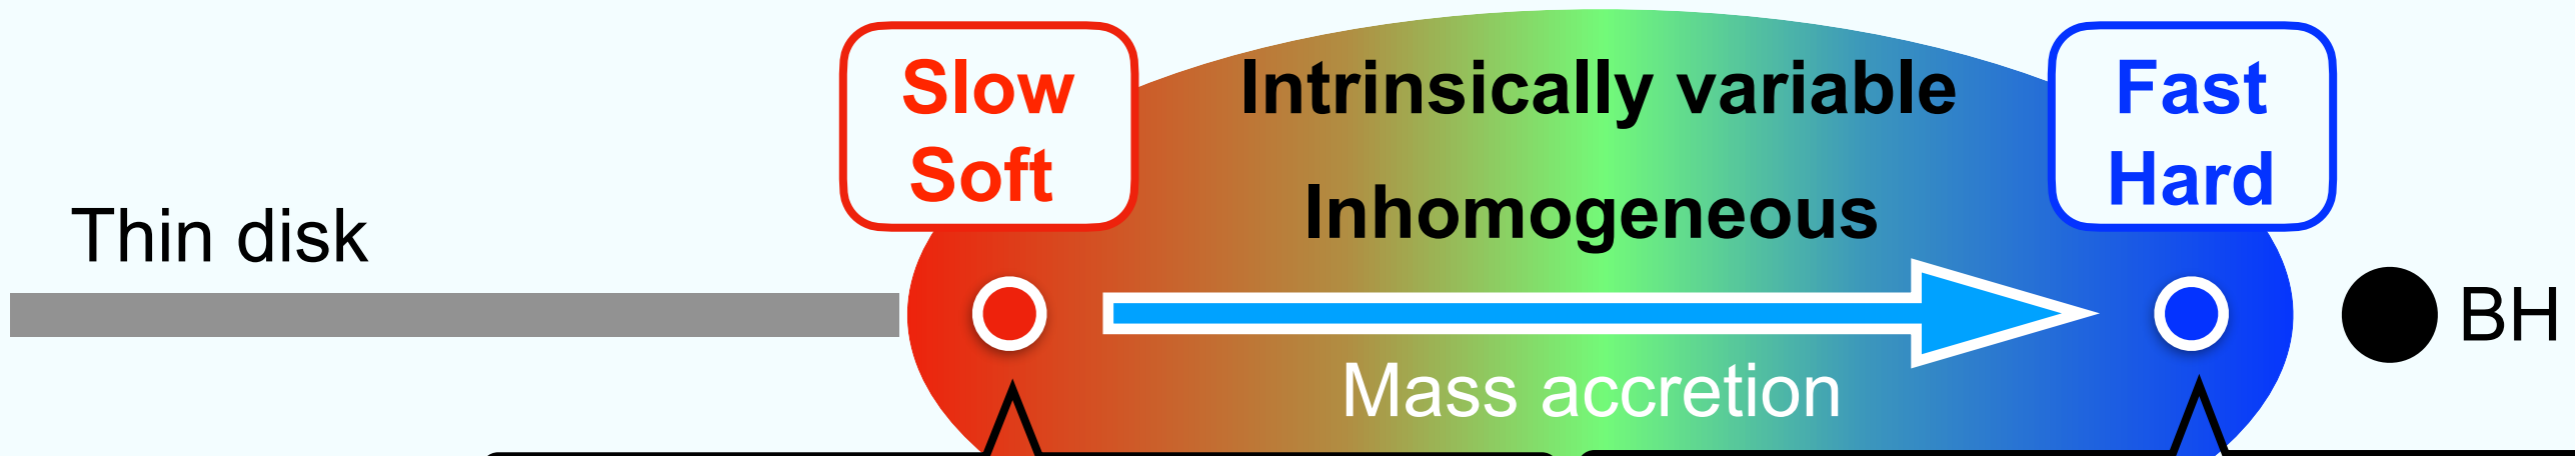 Slow
Soft
Intrinsically variable
Inhomogeneous
Fast
Hard
Thin disk
Mass accretion
BH